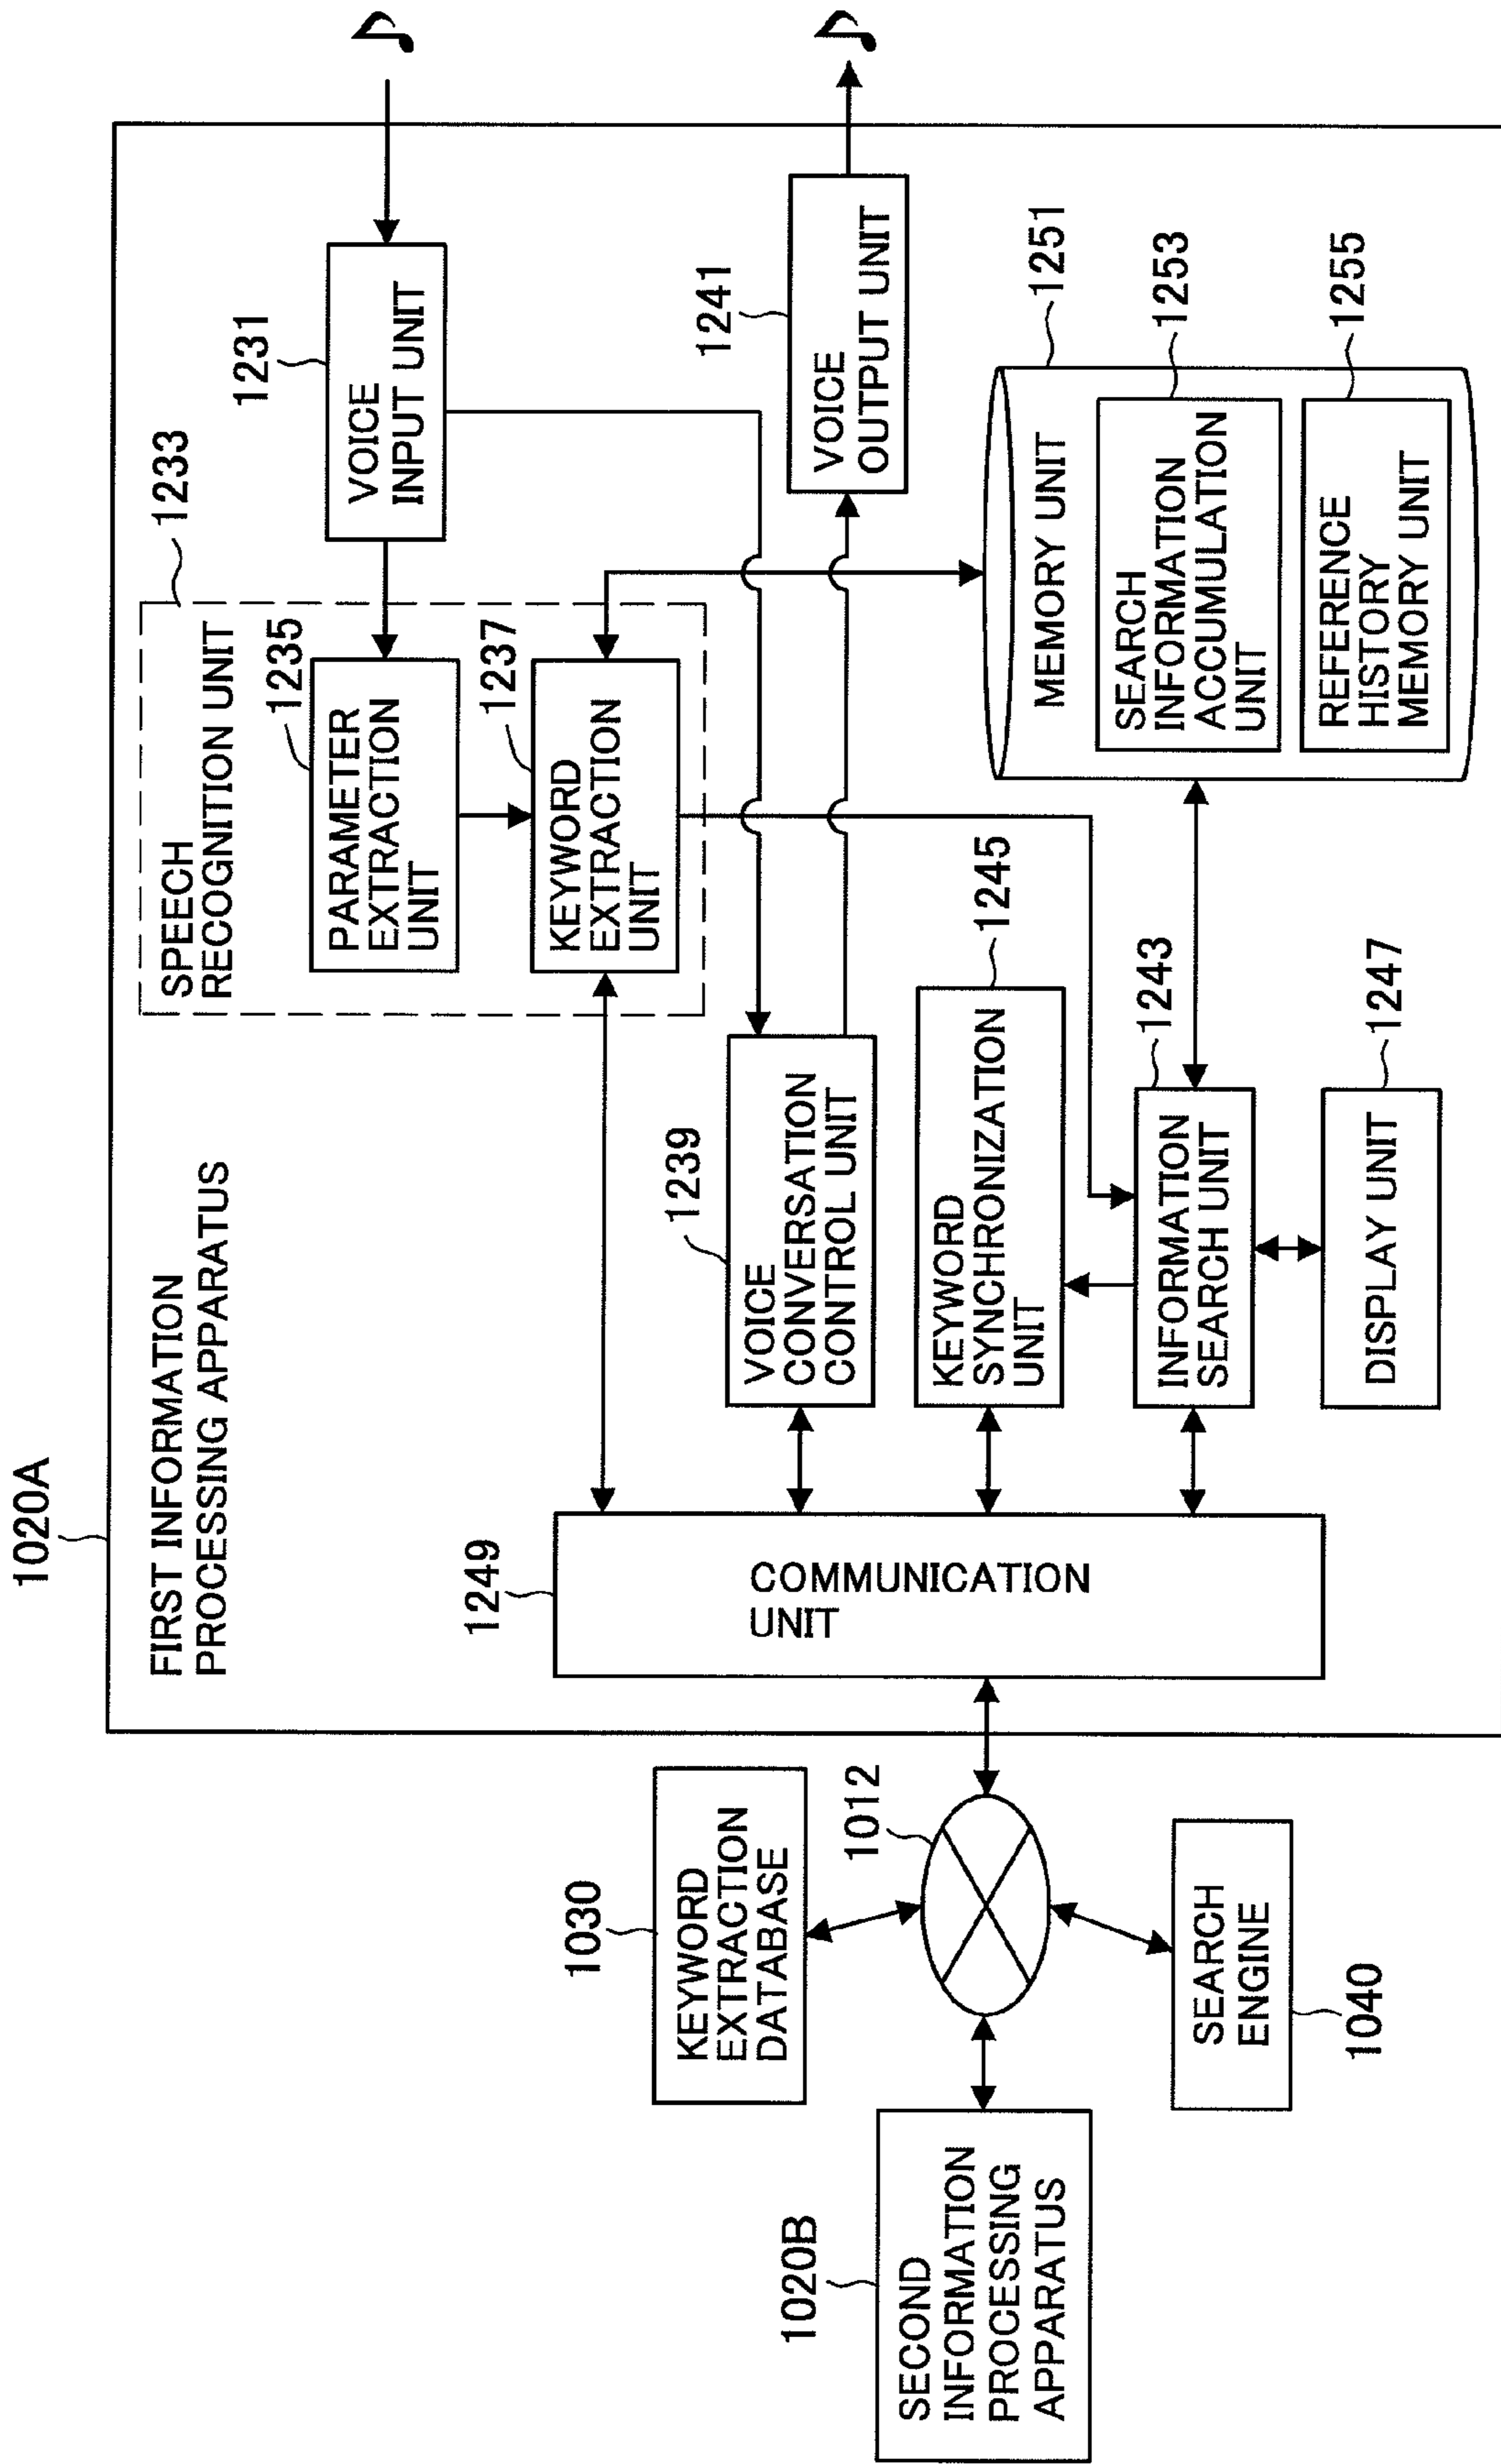 1020A
FIRST INFORMATION
PROCESSING APPARATUS
SPEECH
RECOGNITION UNIT
1233
1231
VOICE
INPUT UNIT
1235
PARAMETER
EXTRACTION
UNIT
1237
KEYWORD
EXTRACTION
UNIT
1241
VOICE
OUTPUT UNIT
1239
VOICE
CONVERSATION
CONTROL UNIT
1245
KEYWORD
SYNCHRONIZATION
UNIT
1243
INFORMATION
SEARCH UNIT
1247
DISPLAY UNIT
1251
MEMORY UNIT
1253
SEARCH
INFORMATION
ACCUMULATION
UNIT
1255
REFERENCE
HISTORY
MEMORY UNIT
1249
COMMUNICATION
UNIT
1030
KEYWORD
EXTRACTION
DATABASE
1012
1020B
SECOND
INFORMATION
PROCESSING
APPARATUS
SEARCH
ENGINE
1040